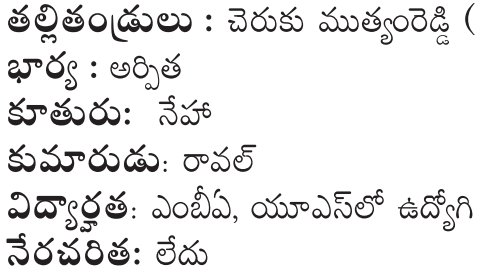 తల్లితండ్రులు : చెరుకు ముత్యంరెడ్డి (
భార్య : అర్పిత
కూతురు: నేహా
కుమారుడు: రావల్
విద్యార్హత: ఎంబీఏ, యూఎస్‌లో ఉద్యోగి
నేరచరిత: లేదు